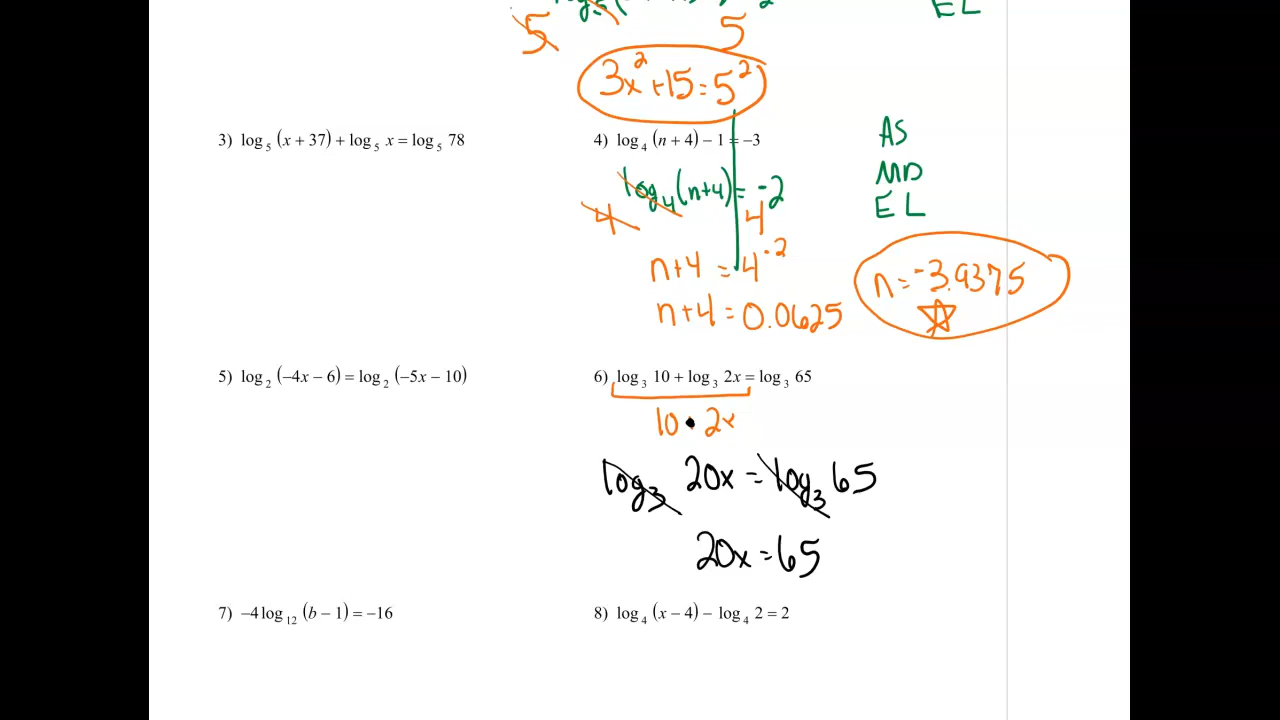 EL
5 5
3x² + 15 = 5²
3) log₅ (x + 37) + log₅ x = log₅ 78
4) log₄ (n + 4) − 1 = −3
AS
MD
EL
log₄ (n+4) = -2
4 4
n+4 = 4⁻²
n = -3.9375
n+4 = 0.0625
5) log₂ (−4x − 6) = log₂ (−5x − 10)
6) log₃ 10 + log₃ 2x = log₃ 65
10 • 2x
log₃ 20x = log₃ 65
20x = 65
7) −4 log₁₂ (b − 1) = −16
8) log₄ (x − 4) − log₄ 2 = 2